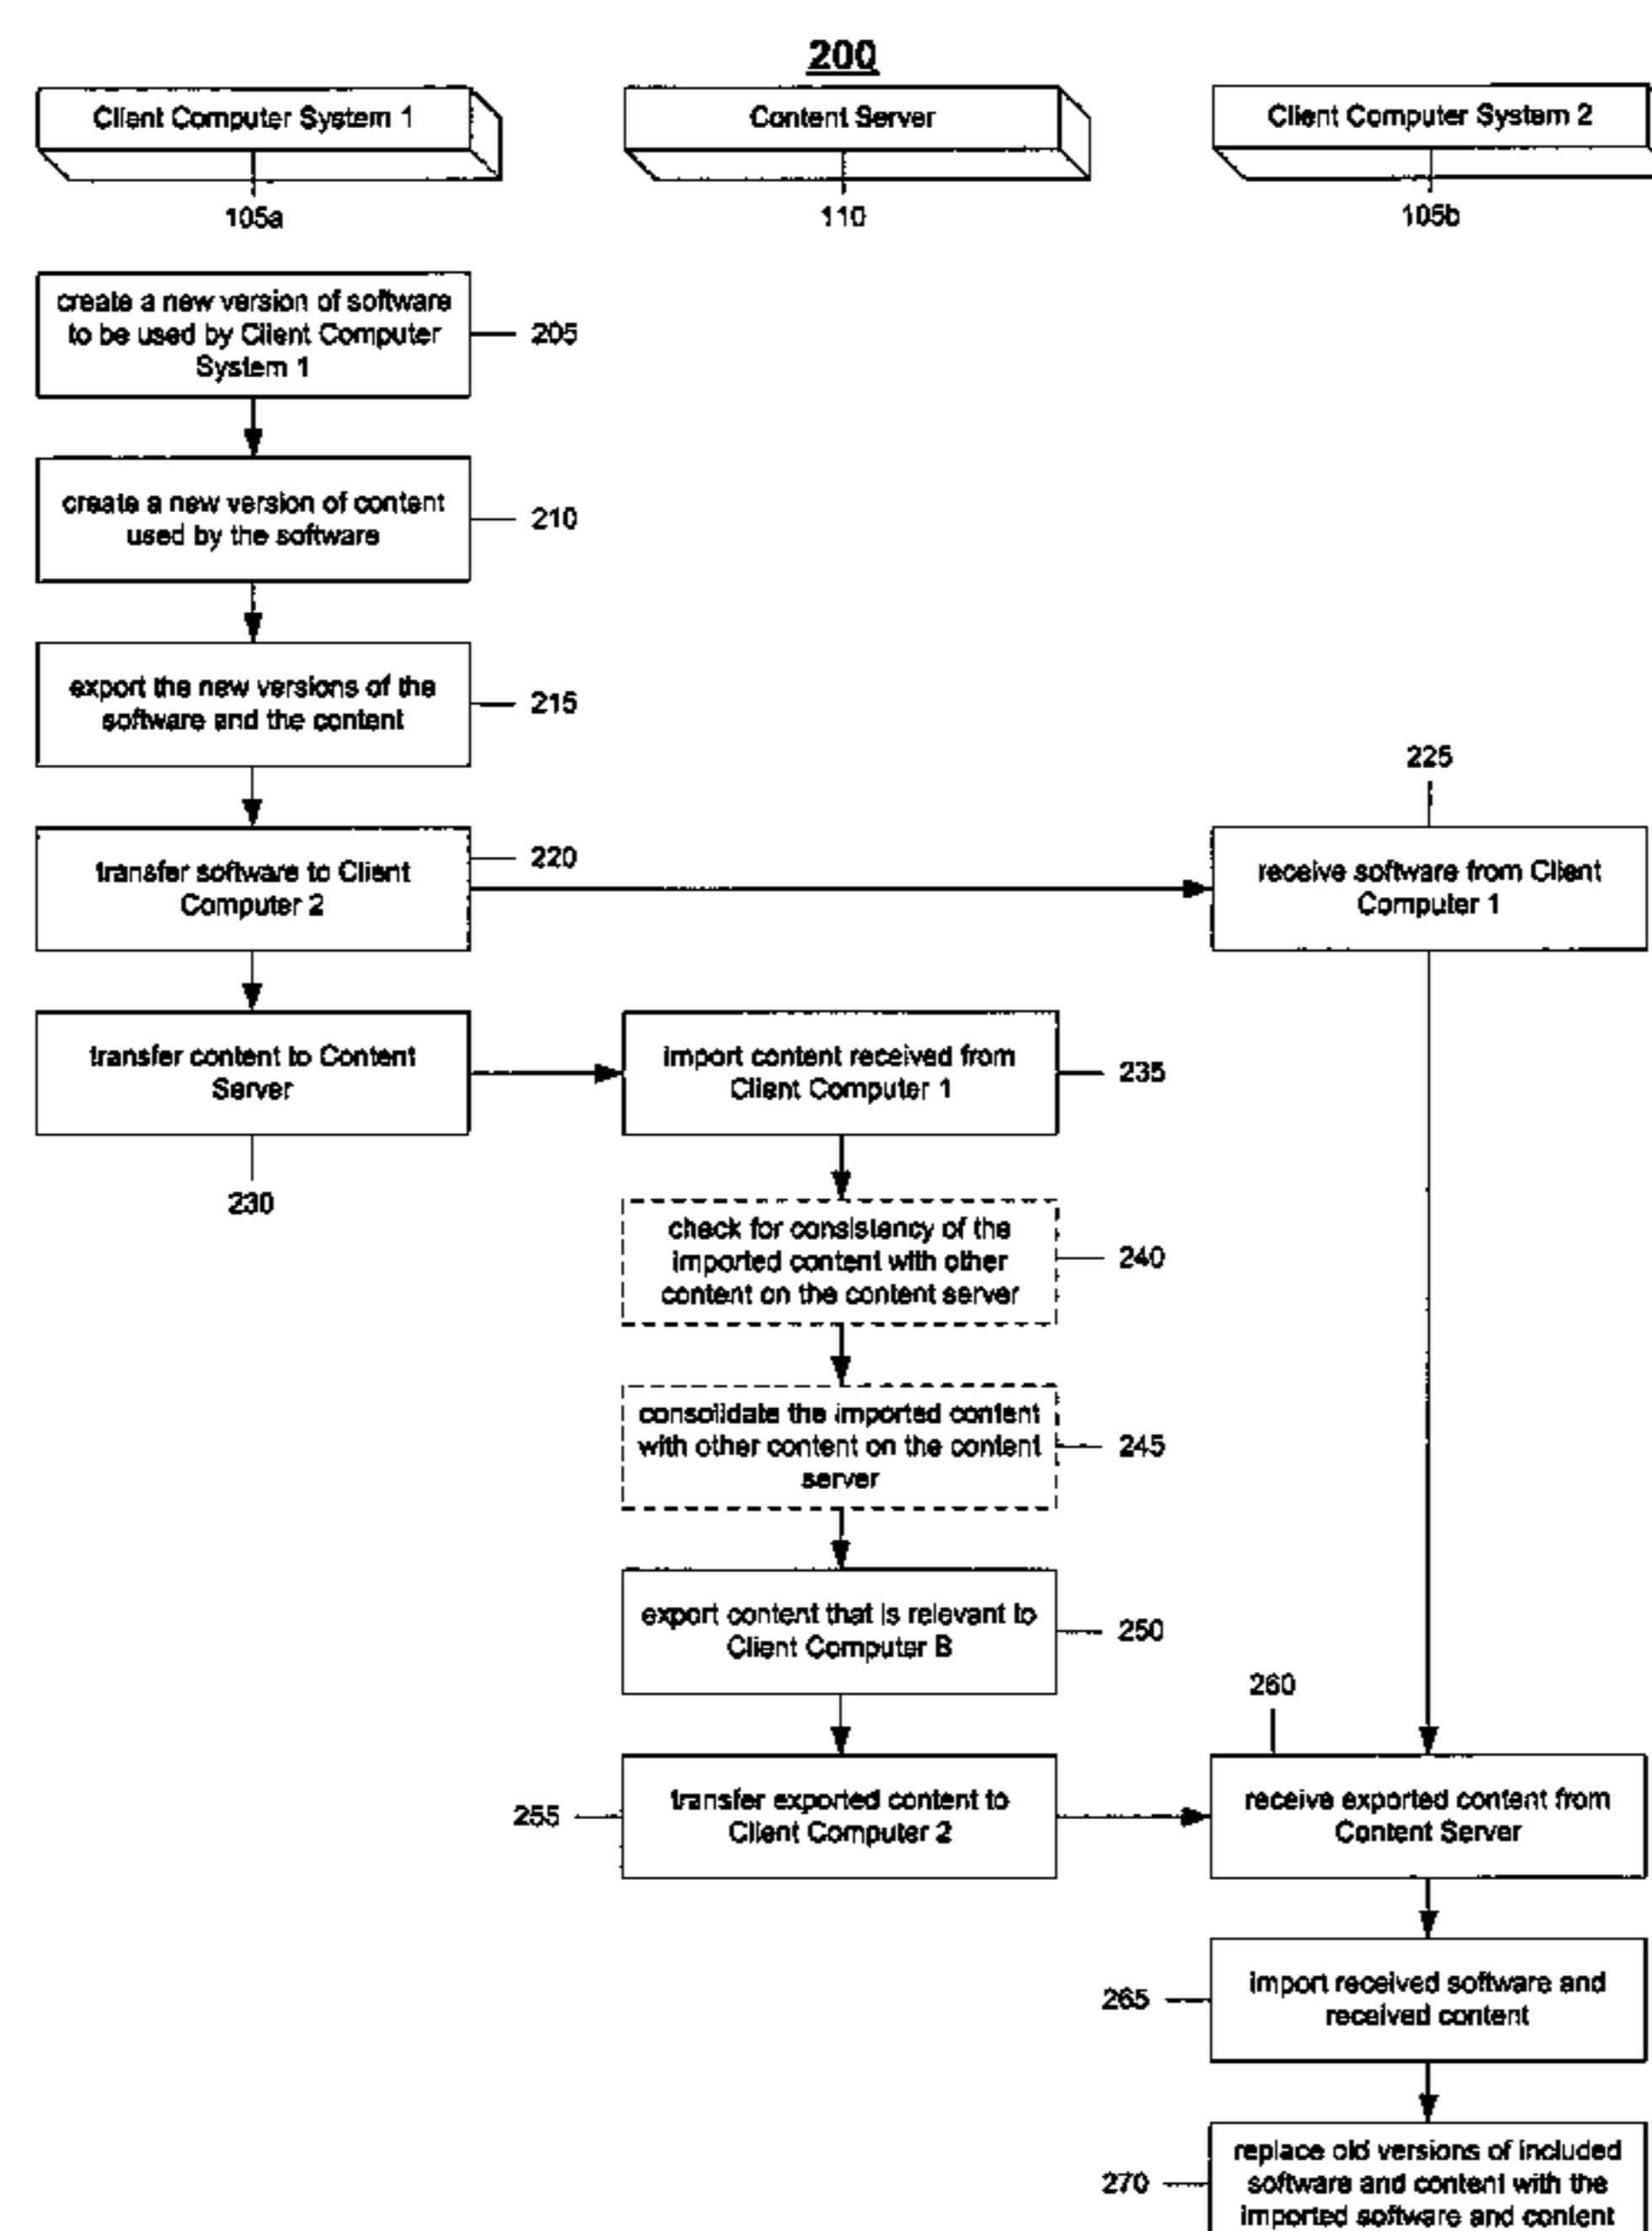 200
Client Computer System 1
Content Server
Client Computer System 2
105a
110
105b
create a new version of software
to be used by Client Computer
System 1
205
create a new version of content
used by the software
210
export the new versions of the
software and the content
215
225
transfer software to Client
Computer 2
220
receive software from Client
Computer 1
transfer content to Content
Server
230
import content received from
Client Computer 1
235
check for consistency of the
imported content with other
content on the content server
240
consolidate the imported content
with other content on the content
server
245
export content that is relevant to
Client Computer B
250
260
255
transfer exported content to
Client Computer 2
receive exported content from
Content Server
265
import received software and
received content
270
replace old versions of included
software and content with the
imported software and content